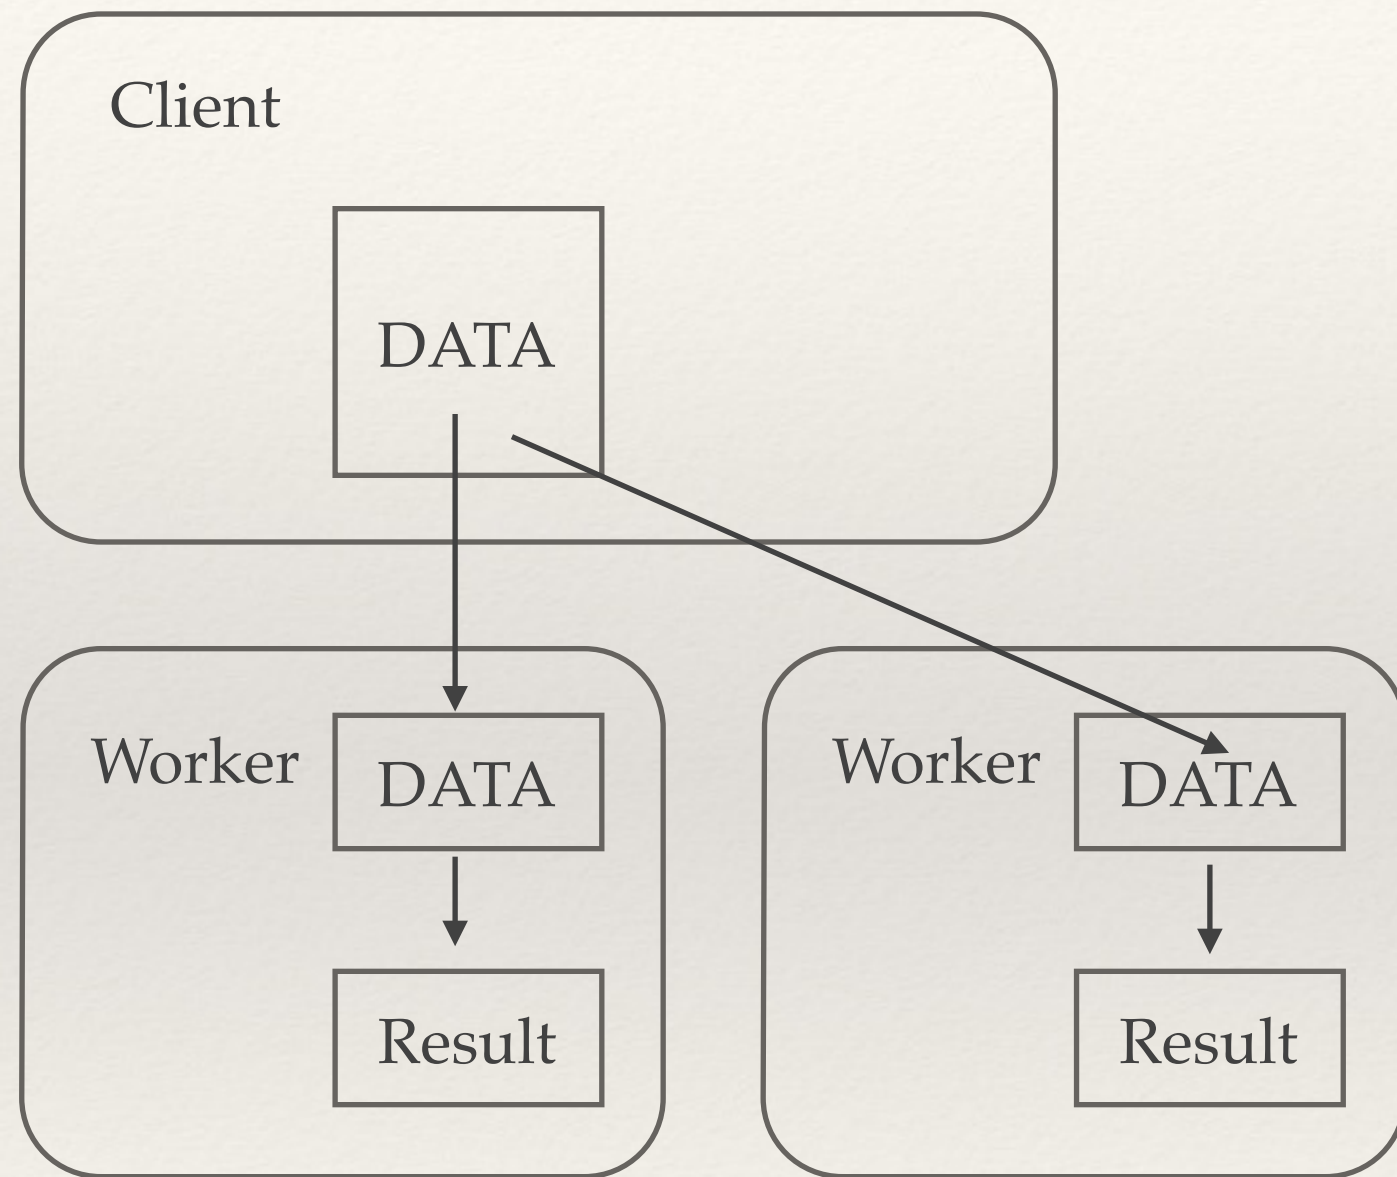 Client
DATA
Worker
DATA
Worker
DATA
Result
Result